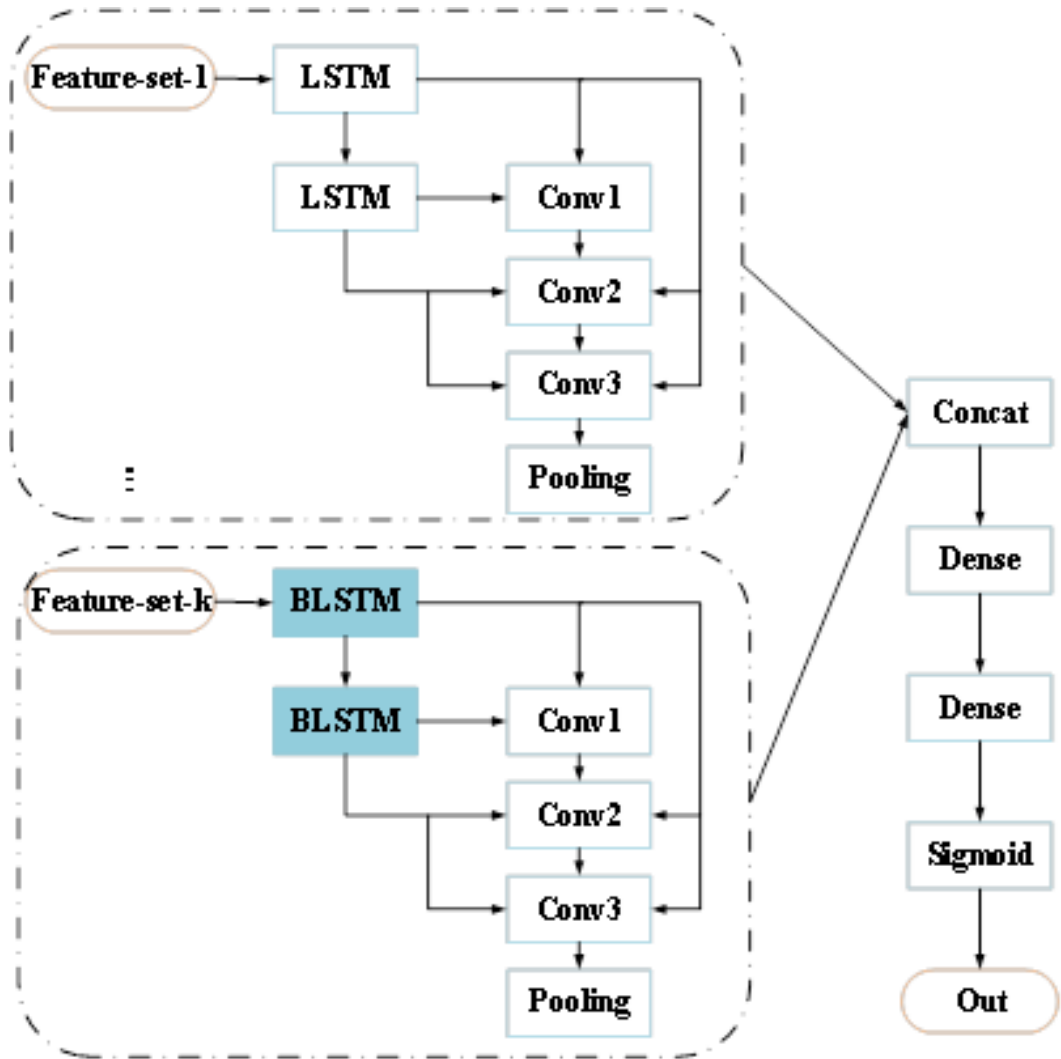 Feature-set-1
LSTM
LSTM
Conv1
Conv2
Conv3
Pooling
...
Feature-set-k
BLSTM
BLSTM
Conv1
Conv2
Conv3
Pooling
Concat
Dense
Dense
Sigmoid
Out